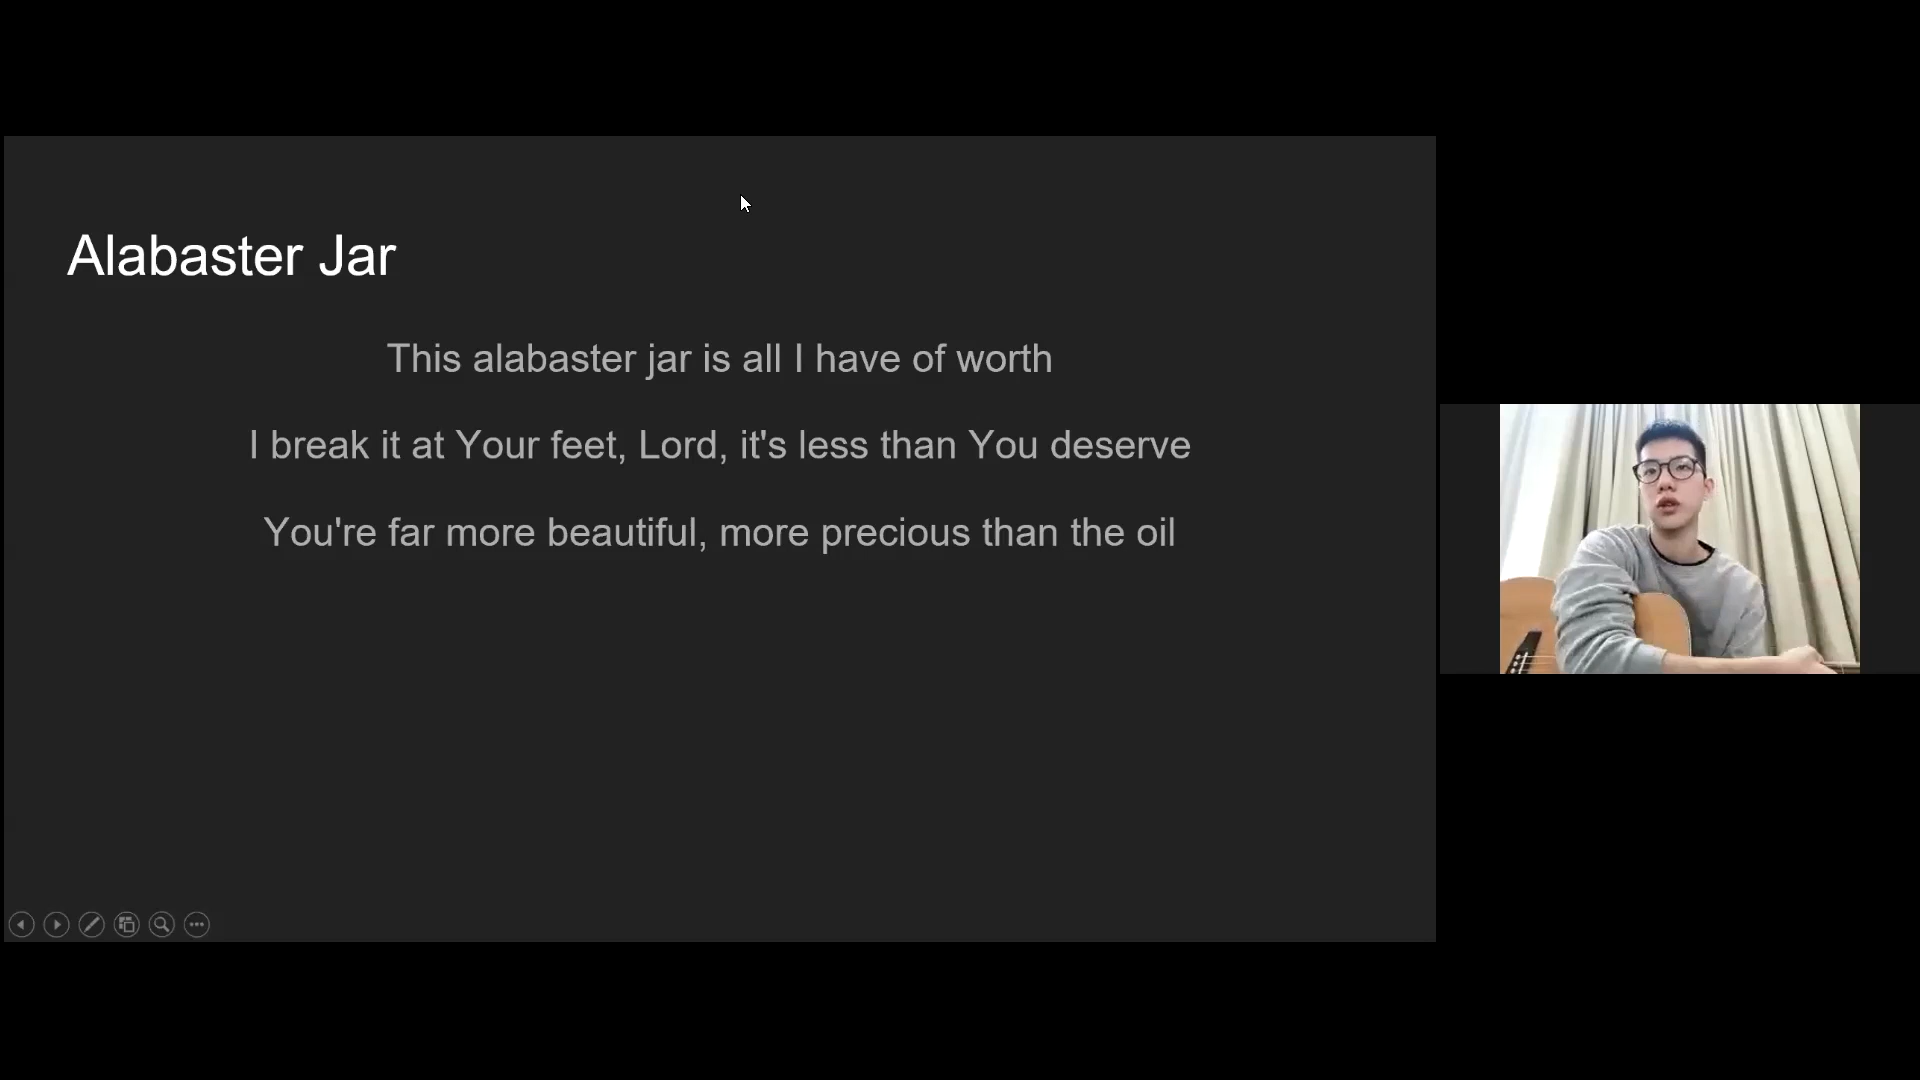 Alabaster Jar
This alabaster jar is all I have of worth
I break it at Your feet, Lord, it's less than You deserve
You're far more beautiful, more precious than the oil